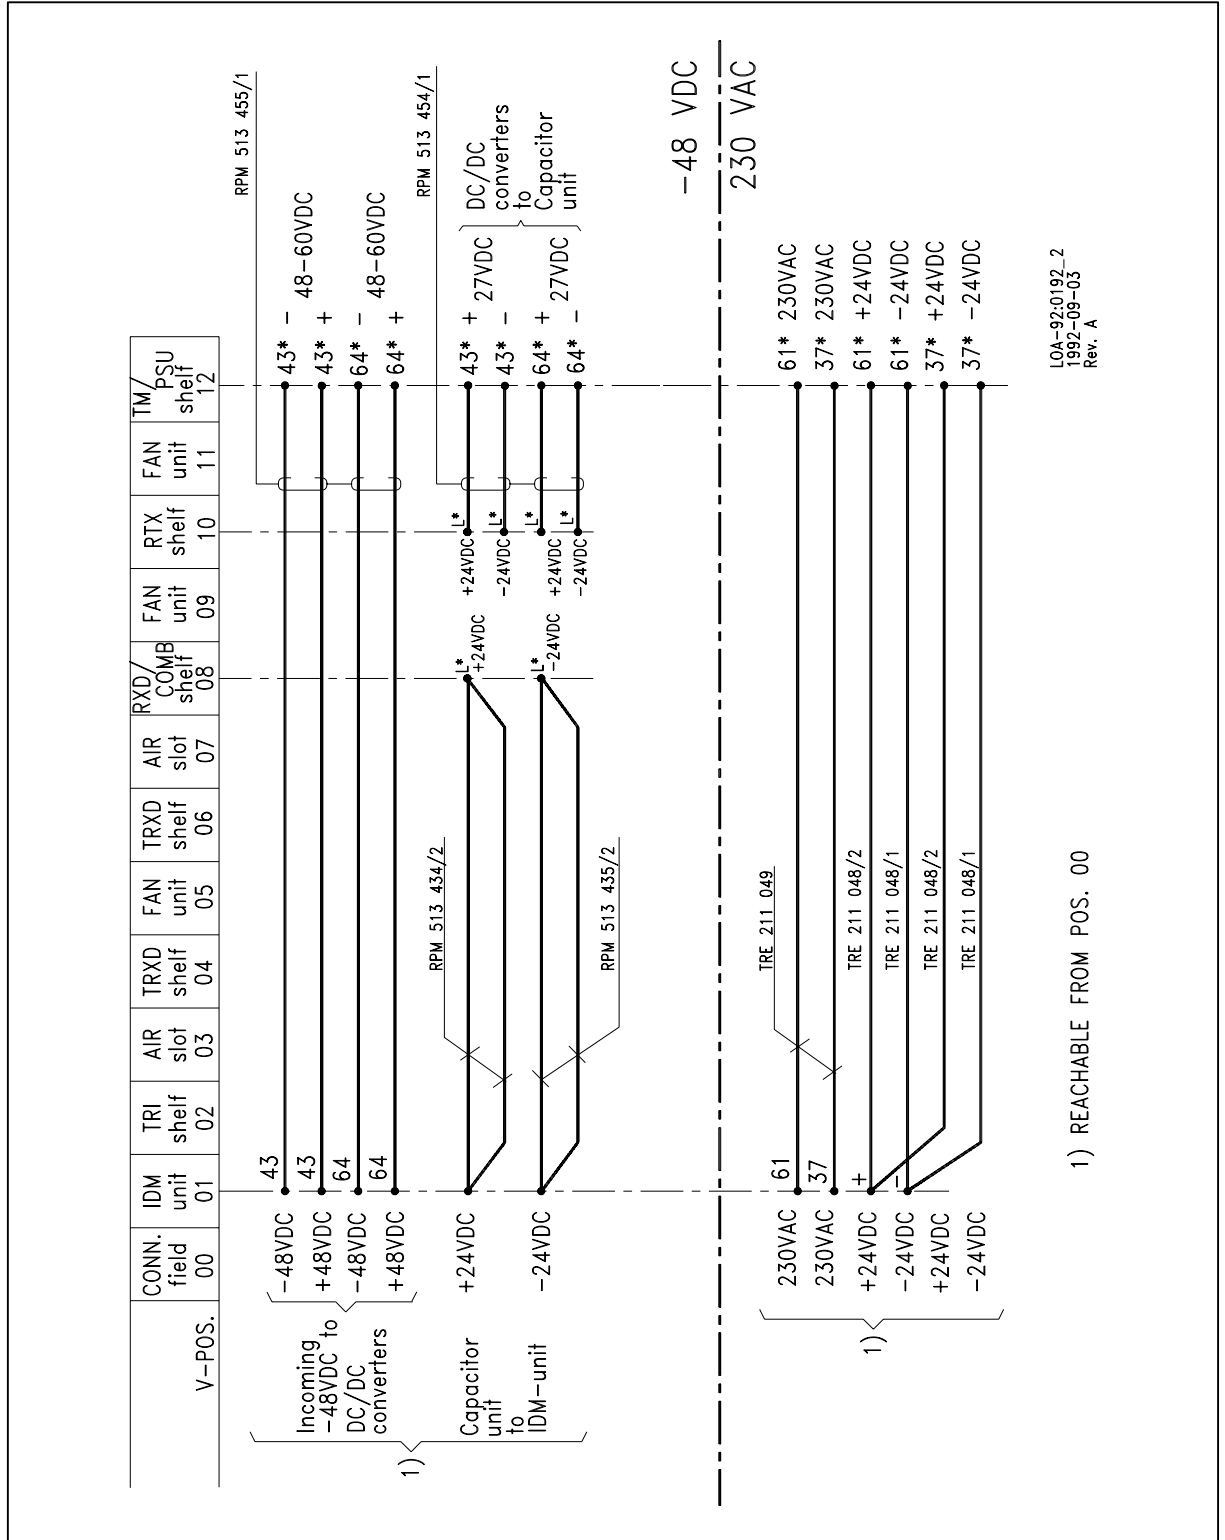 V-POS.
CONN.
field
00
IDM
unit
01
TRI
shelf
02
AIR
slot
03
TRXD
shelf
04
FAN
unit
05
TRXD
shelf
06
AIR
slot
07
RXD/
COMB
shelf
08
FAN
unit
09
RTX
shelf
10
FAN
unit
11
TM/
PSU
shelf
12
RPM 513 455/1
1)
Incoming
-48VDC to
DC/DC
converters
-48VDC
43
43* -
48-60VDC
+48VDC
43
43* +
-48VDC
64
64* -
48-60VDC
+48VDC
64
64* +
RPM 513 434/2
RPM 513 454/1
Capacitor
unit
to
IDM-unit
+24VDC
L*
+24VDC
+24VDC
L*
43* +
27VDC
-24VDC
L*
43* -
-24VDC
L*
-24VDC
+24VDC
L*
64* +
27VDC
-24VDC
L*
64* -
DC/DC
converters
to
Capacitor
unit
RPM 513 435/2
-48 VDC
230 VAC
TRE 211 049
1)
230VAC
61
61* 230VAC
230VAC
37
37* 230VAC
+24VDC
+
TRE 211 048/2
61* +24VDC
-24VDC
-
TRE 211 048/1
61* -24VDC
+24VDC
TRE 211 048/2
37* +24VDC
-24VDC
TRE 211 048/1
37* -24VDC
1) REACHABLE FROM POS. 00
LOA-92:0192_2
1992-09-03
Rev. A